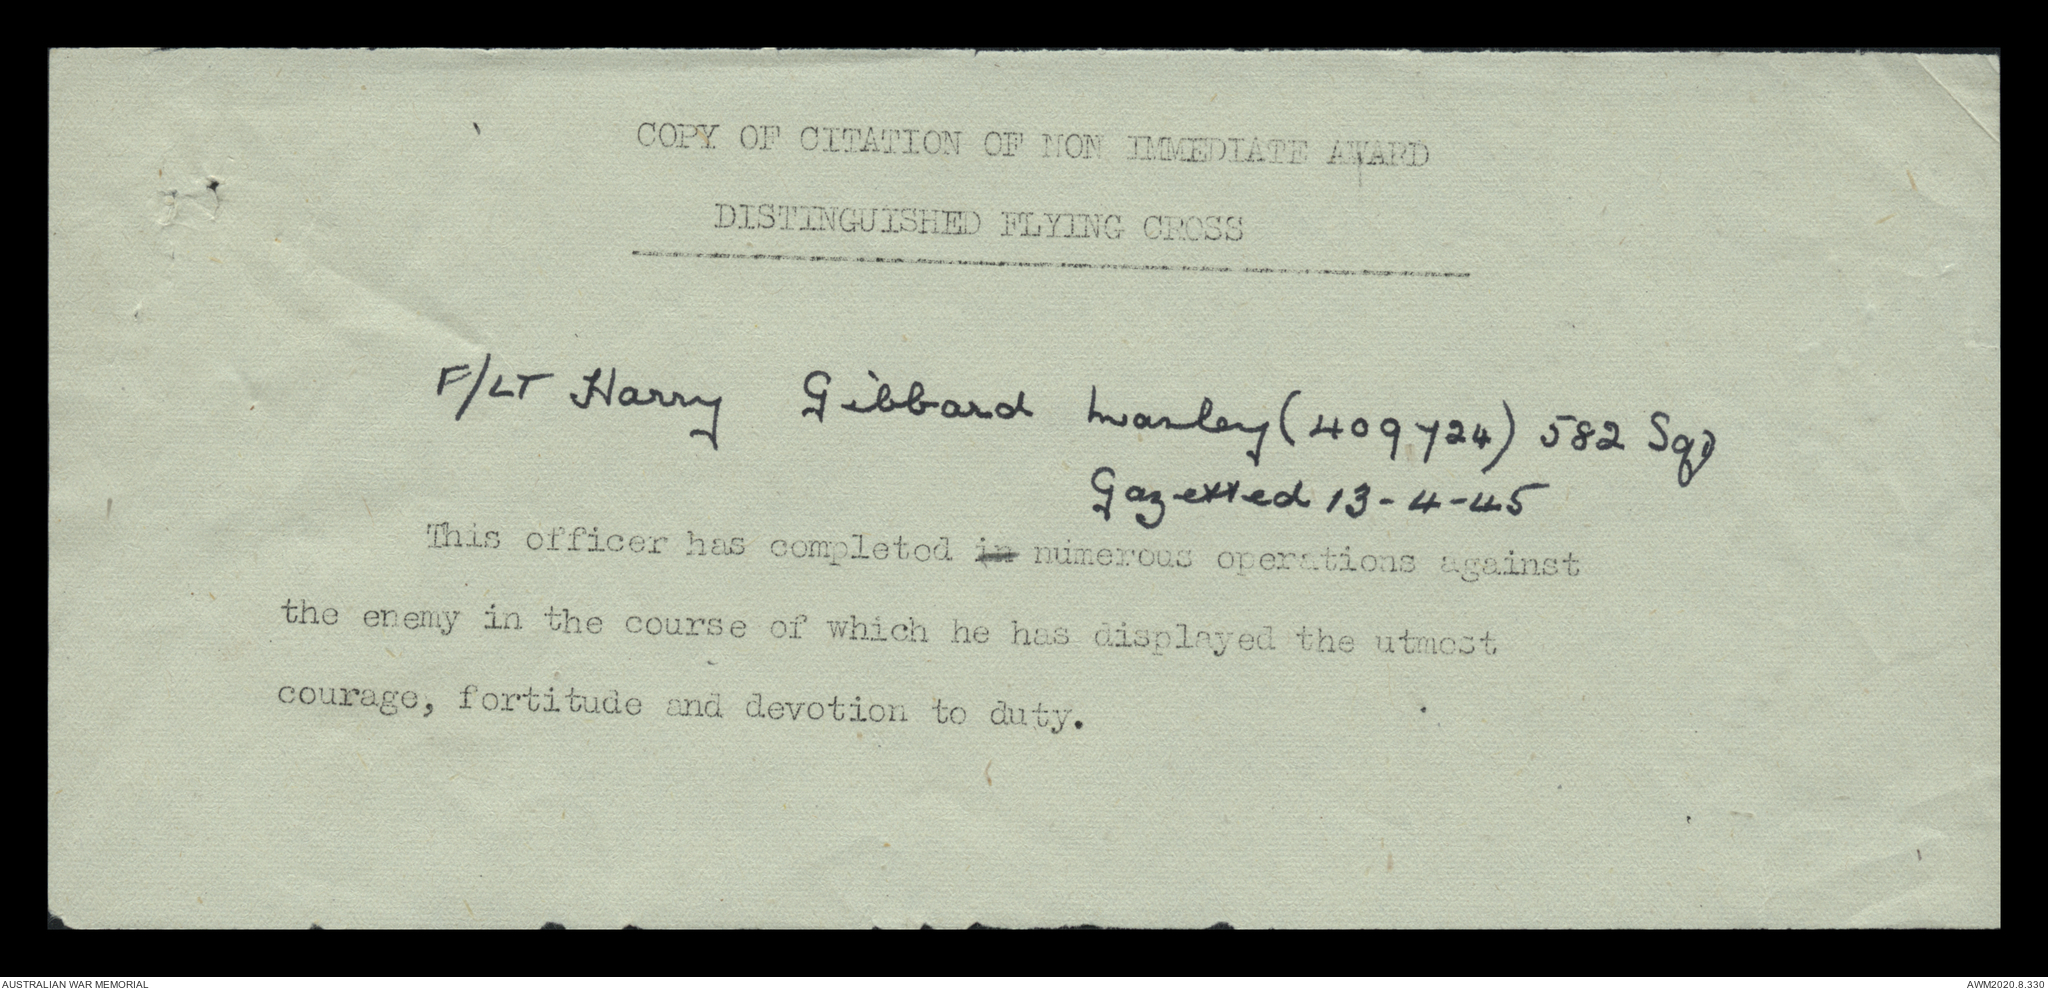 COPY OF CITATION OF NON IMMEDIATE AWARD
DISTINGUISHED FLYING CROSS
F/LT Harry Gibbard Manley (409724) 582 Sqd
Gazetted 13-4-45
This officer has completed in numerous operations against
the enemy in the course of which he has displayed the utmost
courage, fortitude and devotion to duty.
AUSTRALIAN WAR MEMORIAL
AWM2020.8.330